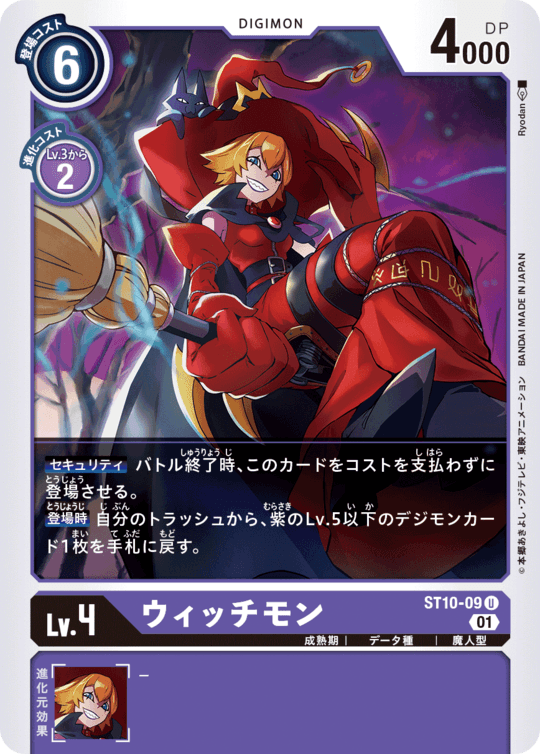 DIGIMON
登場コスト
6
DP
4000
進化コスト
Lv.3から
2
Ryodan
セキュリティ バトル終了時、このカードをコストを支払わずに
登場させる。
登場時 自分のトラッシュから、紫のLv.5以下のデジモンカー
ド1枚を手札に戻す。
©本郷あきよし・フジテレビ・東映アニメーション BANDAI MADE IN JAPAN
Lv.4
ウィッチモン
ST10-09 U
01
成熟期 | データ種 | 魔人型
進化元効果
–